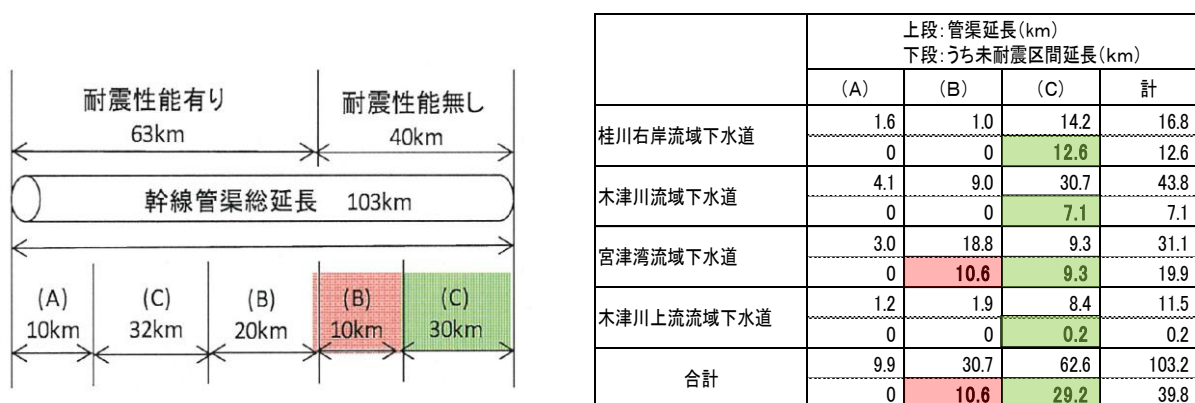 耐震性能有り 耐震性能無し
63km 40km
幹線管渠総延長 103km
(A) (C) (B) (B) (C)
10km 32km 20km 10km 30km
上段:管渠延長(km)
下段:うち未耐震区間延長(km)
(A) (B) (C) 計
桂川右岸流域下水道 1.6 1.0 14.2 16.8
0 0 12.6 12.6
木津川流域下水道 4.1 9.0 30.7 43.8
0 0 7.1 7.1
宮津湾流域下水道 3.0 18.8 9.3 31.1
0 10.6 9.3 19.9
木津川上流流域下水道 1.2 1.9 8.4 11.5
0 0 0.2 0.2
合計 9.9 30.7 62.6 103.2
0 10.6 29.2 39.8